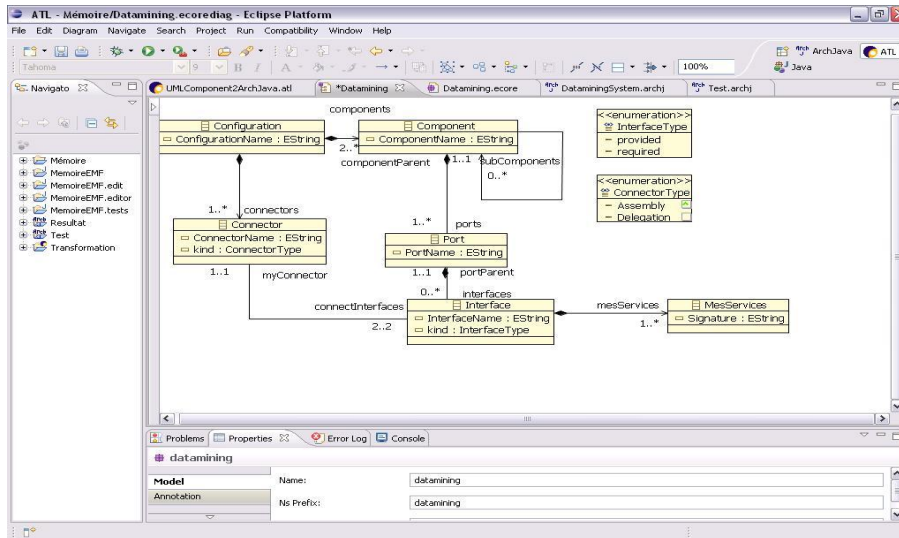 ATL - Mémoire/Datamining.ecorediag - Eclipse Platform
File Edit Diagram Navigate Search Project Run Compatibility Window Help
ArchJava ATL
Tahoma 9 B I A 100% Java
Navigato UMLComponent2ArchJava.atl *Datamining Datamining.ecore DataminingSystem.archj Test.archj
Mémoire
MemoireEMF
MemoireEMF.edit
MemoireEMF.editor
MemoireEMF.tests
Resultat
Test
Transformation
components
Configuration
ConfigurationName : EString
2..*
Component
ComponentName : EString
componentParent
1..1
subComponents
0..*
<<enumeration>>
InterfaceType
provided
required
<<enumeration>>
ConnectorType
Assembly
Delegation
1..*
connectors
Connector
ConnectorName : EString
kind : ConnectorType
1..1
myConnector
1..*
ports
Port
PortName : EString
1..1
portParent
0..*
interfaces
connectInterfaces
2..2
Interface
InterfaceName : EString
kind : InterfaceType
mesServices
1..*
MesServices
Signature : EString
Problems Properties Error Log Console
datamining
Model
Annotation
Name: datamining
Ns Prefix: datamining